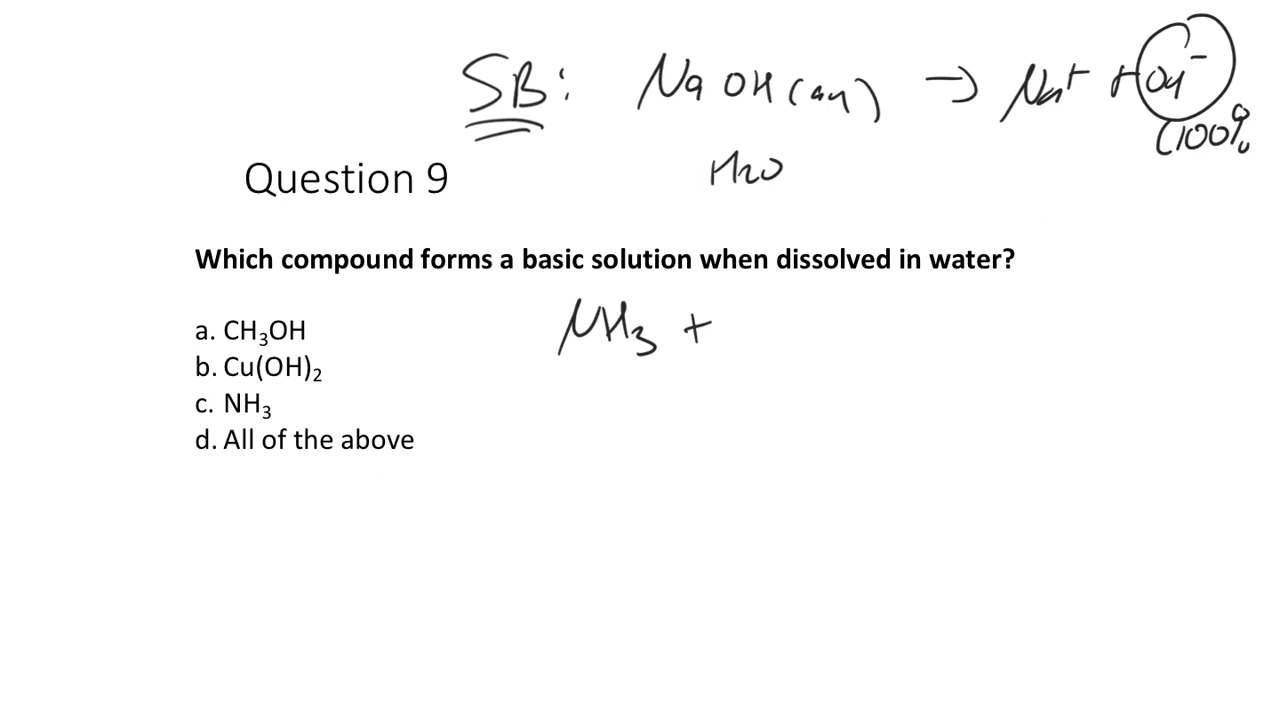 SB: NaOH(aq) → Na⁺ + OH⁻
(100%
H₂O
Question 9
Which compound forms a basic solution when dissolved in water?
NH₃ +
a. CH₃OH
b. Cu(OH)₂
c. NH₃
d. All of the above